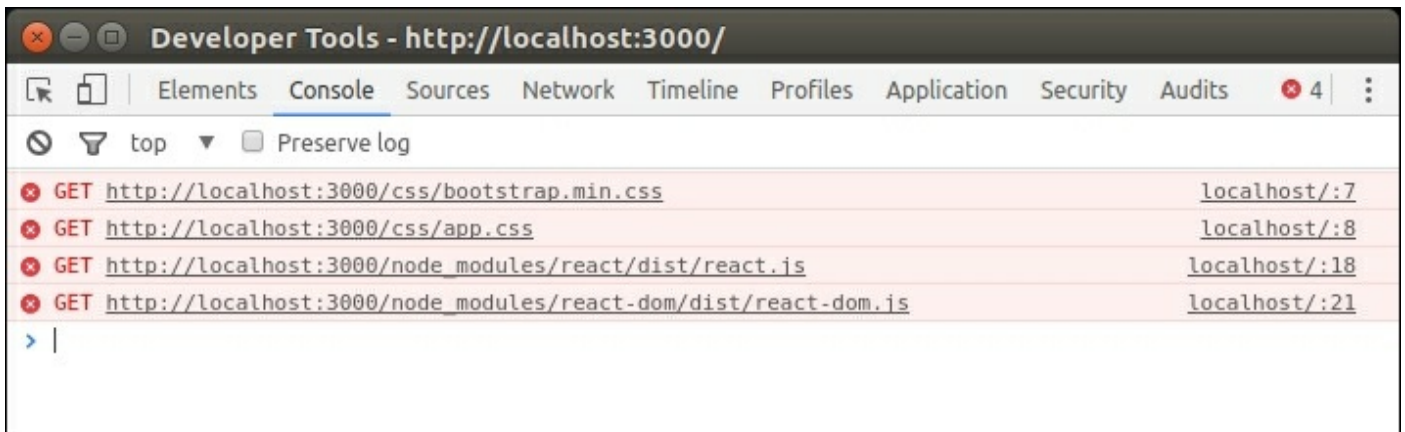 Developer Tools - http://localhost:3000/
Elements Console Sources Network Timeline Profiles Application Security Audits 4
top Preserve log
GET http://localhost:3000/css/bootstrap.min.css localhost/:7
GET http://localhost:3000/css/app.css localhost/:8
GET http://localhost:3000/node_modules/react/dist/react.js localhost/:18
GET http://localhost:3000/node_modules/react-dom/dist/react-dom.js localhost/:21